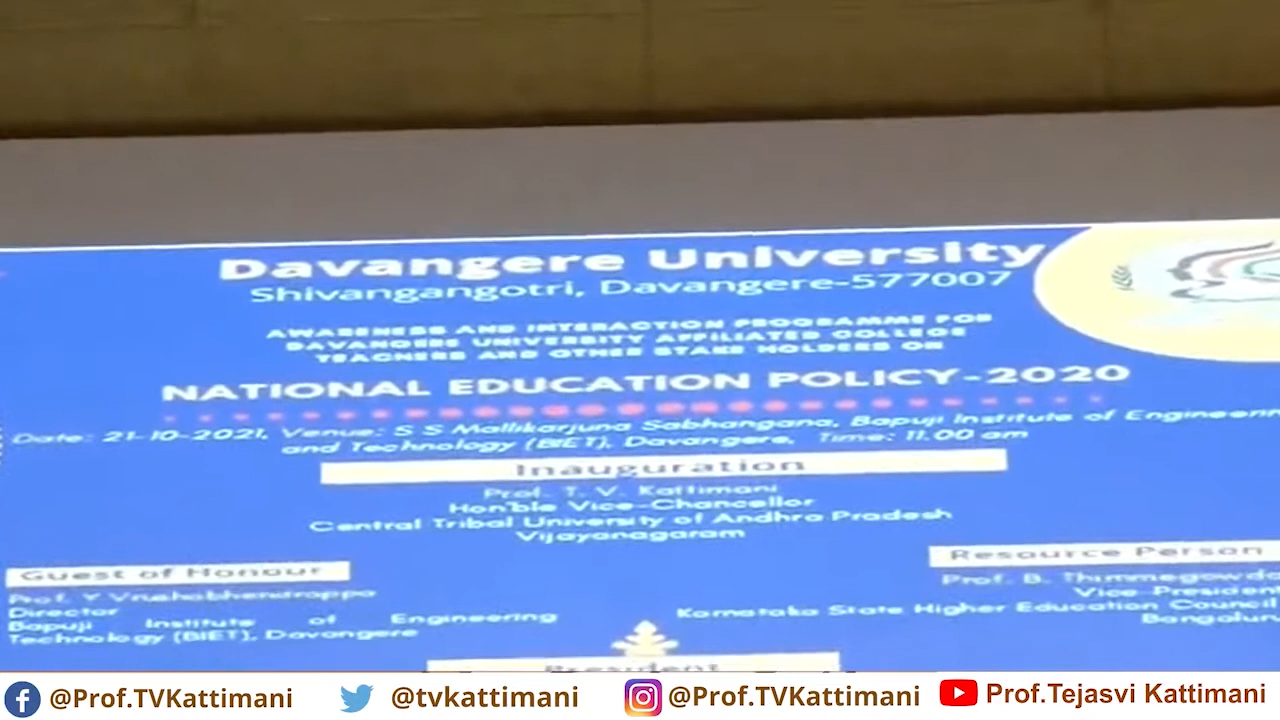 Davangere University
Shivangangotri, Davangere-577007
AWARENESS AND INTERACTION PROGRAMME FOR
DAVANGERE UNIVERSITY AFFILIATED COLLEGE
TEACHERS AND OTHER STAKE HOLDERS ON
NATIONAL EDUCATION POLICY-2020
Date: 21-10-2021, Venue: S S Mallikarjuna Sabhangana, Bapuji Institute of Engineerin
and Technology (BIET), Davangere, Time: 11.00 am
Inauguration
Prof. T. V. Kattimani
Hon'ble Vice-Chancellor
Central Tribal University of Andhra Pradesh
Vijayanagaram
Guest of Honour
Prof. Y Vrushabhendrappa
Director
Bapuji Institute of Engineering
Technology (BIET), Davangere
Resource Person
Prof. B. Thimmegowda
Vice-President
Karnataka State Higher Education Council
Bangalur
President
@Prof.TVKattimani @tvkattimani @Prof.TVKattimani Prof.Tejasvi Kattimani